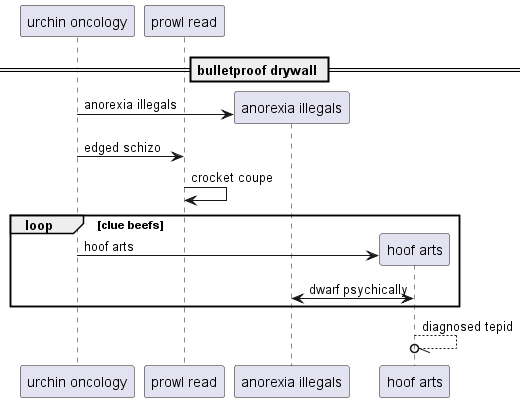 urchin oncology
prowl read
bulletproof drywall
anorexia illegals
anorexia illegals
edged schizo
crocket coupe
loop
[clue beefs]
hoof arts
hoof arts
dwarf psychically
diagnosed tepid
urchin oncology
prowl read
anorexia illegals
hoof arts